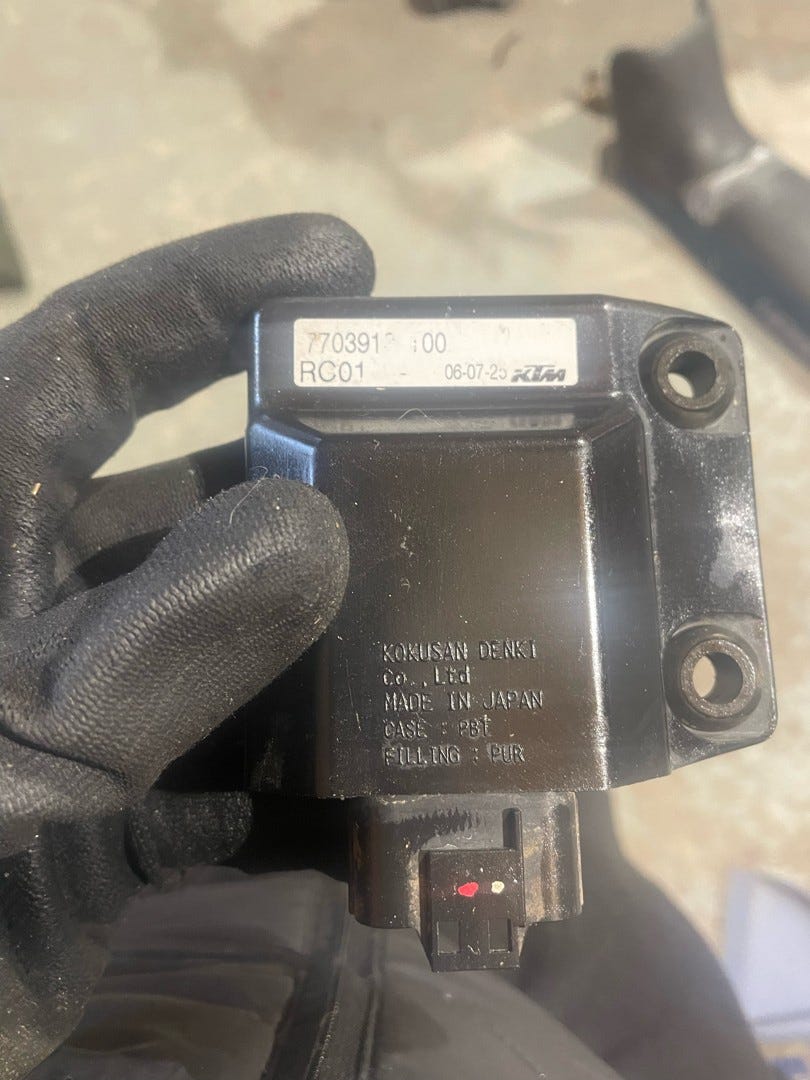 RC01 06-07-25 KTM
KOKUSAN DENKI
Co.,Ltd
MADE IN JAPAN
CASE : PBT
FILLING : PUR